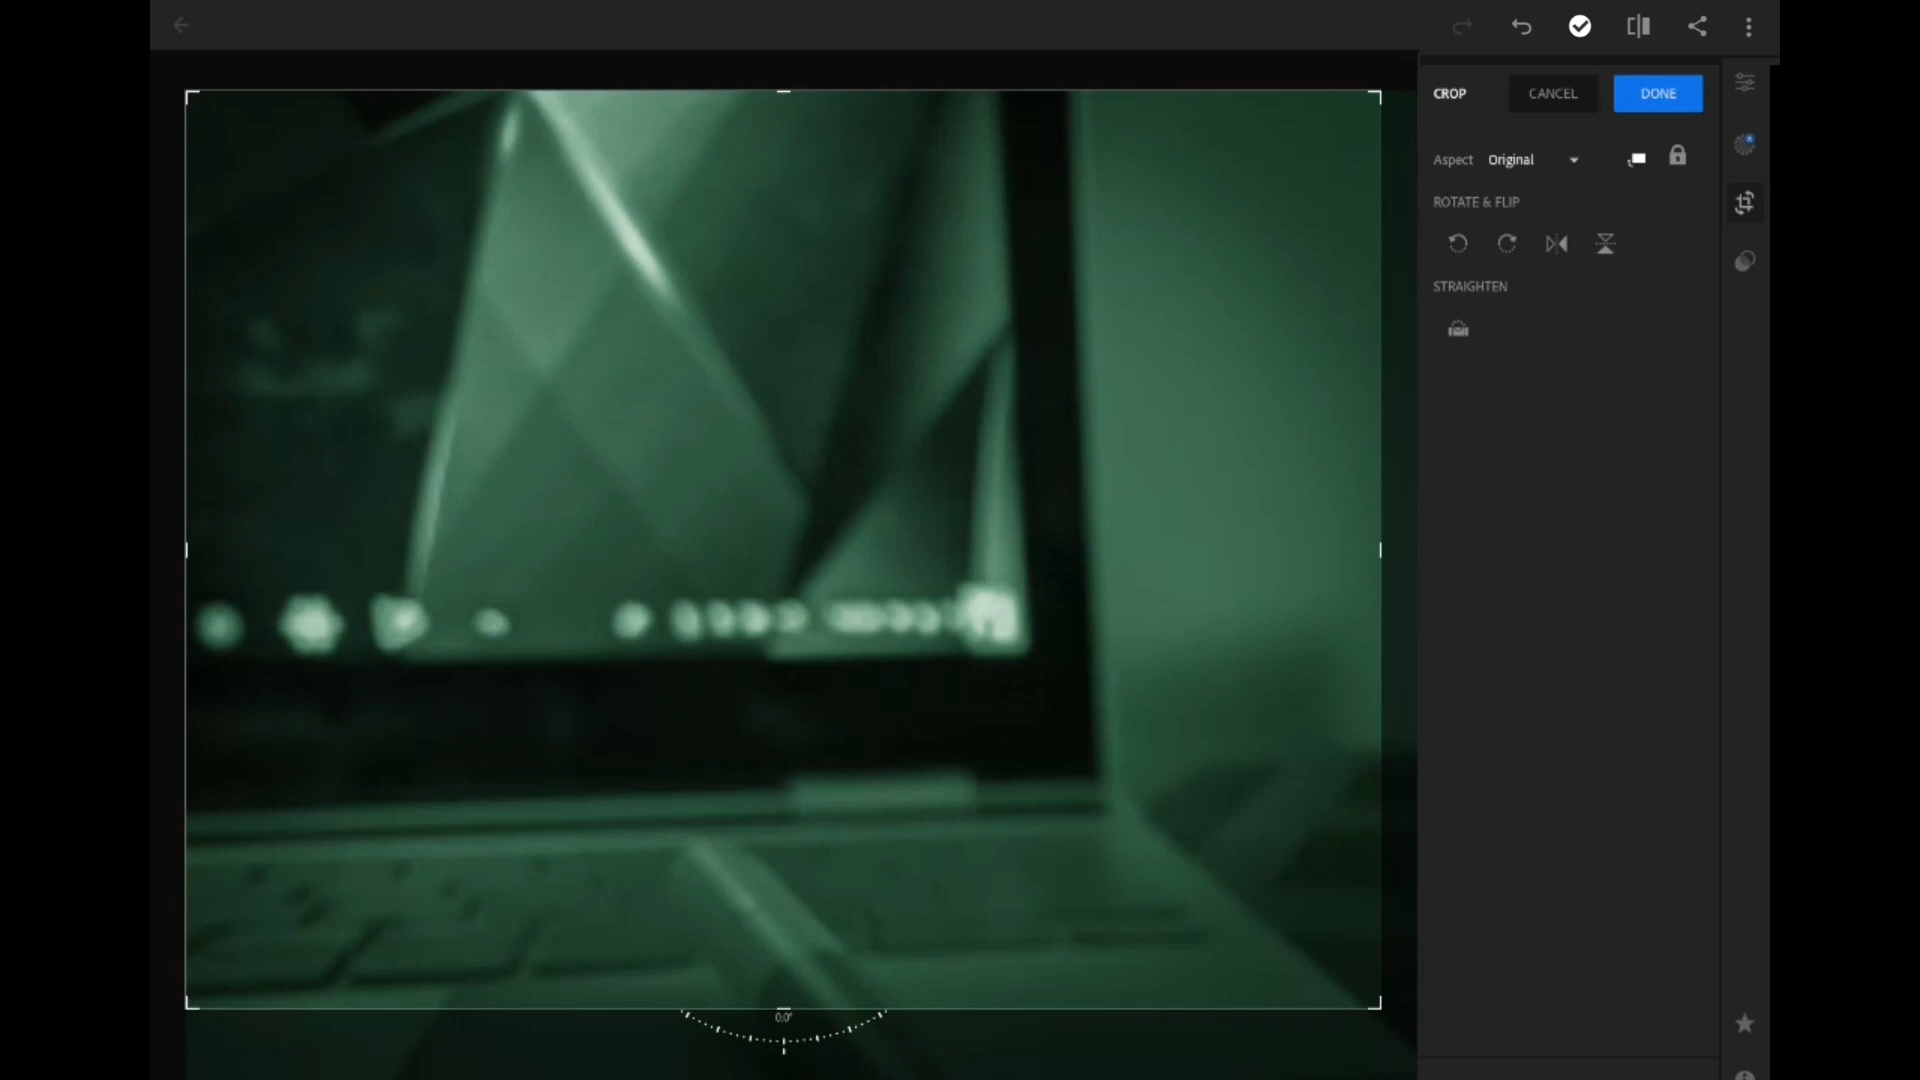 CROP
CANCEL
DONE
Aspect
Original
ROTATE & FLIP
STRAIGHTEN
0.0°